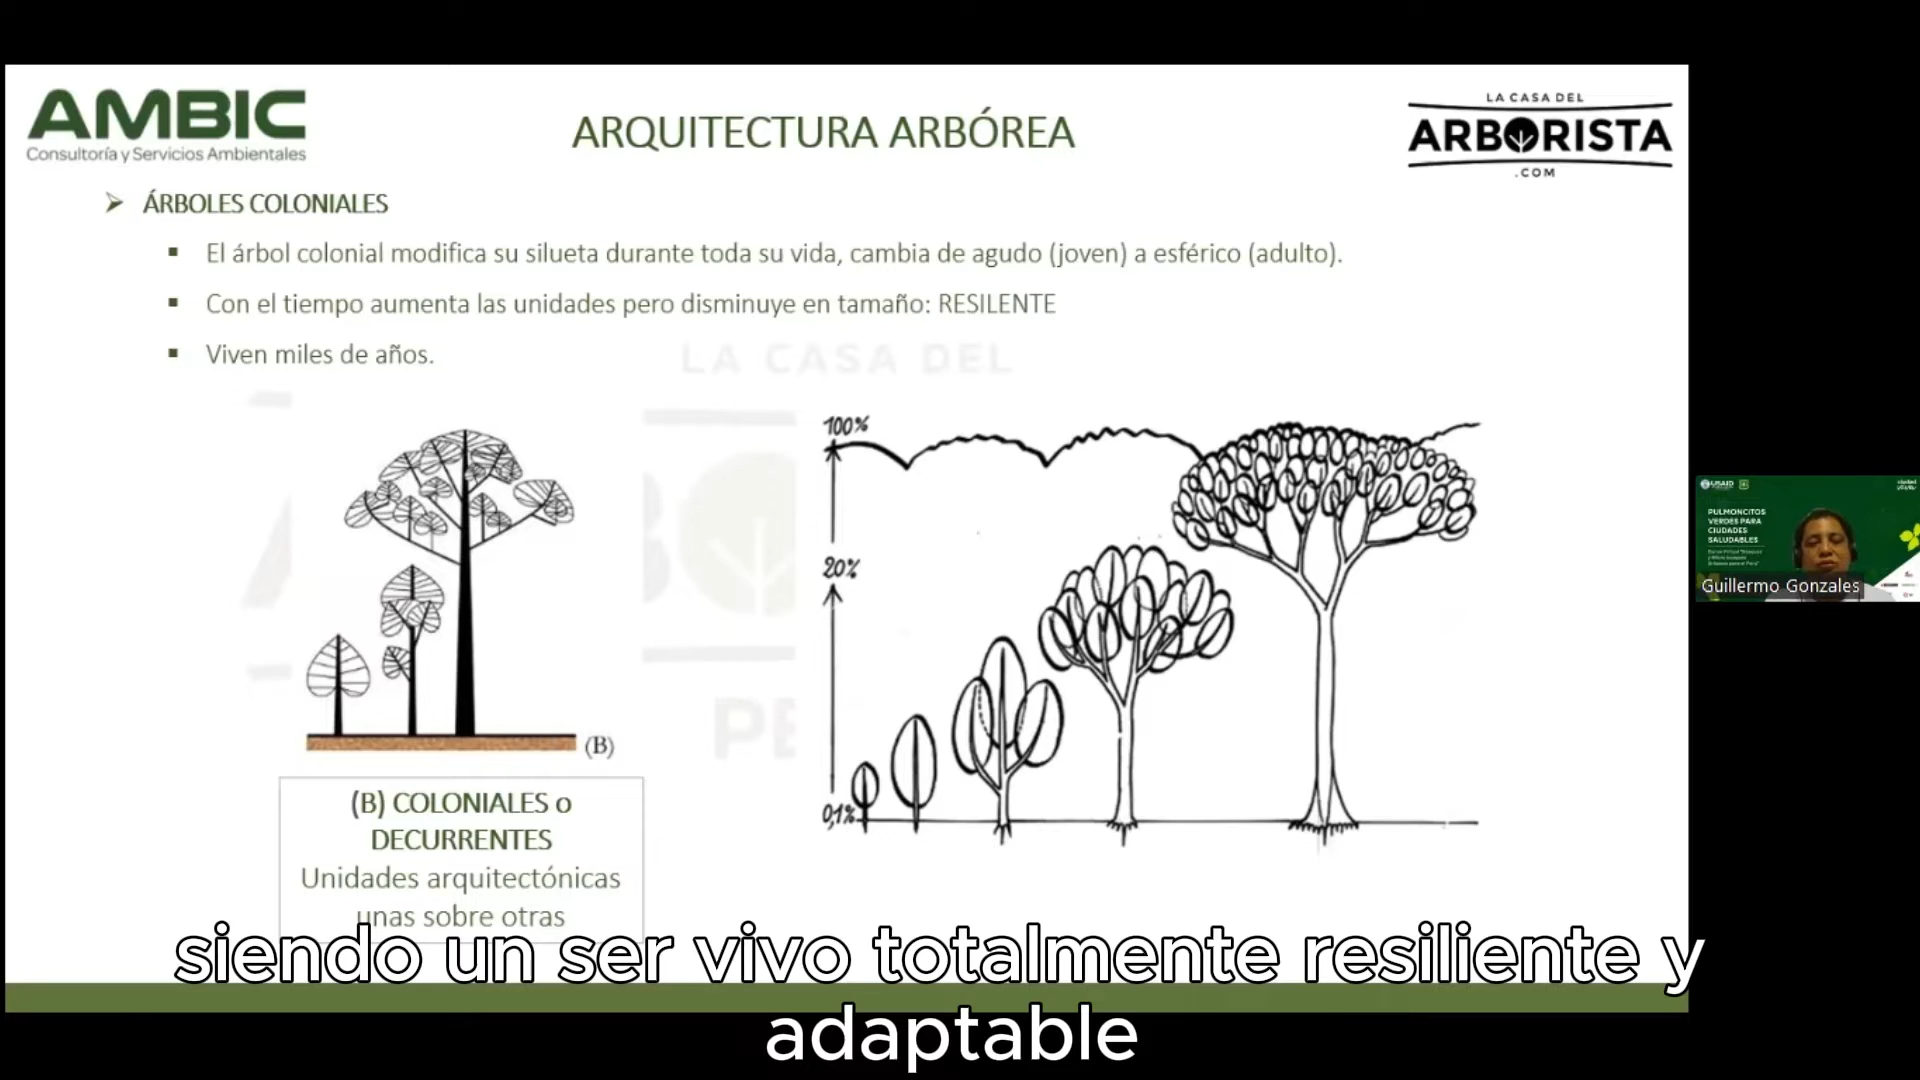 AMBIC
Consultoría y Servicios Ambientales
ARQUITECTURA ARBÓREA
LA CASA DEL
ARBORISTA
.COM
ÁRBOLES COLONIALES
El árbol colonial modifica su silueta durante toda su vida, cambia de agudo (joven) a esférico (adulto).
Con el tiempo aumenta las unidades pero disminuye en tamaño: RESILENTE
Viven miles de años.
LA CASA DEL
PE
100%
20%
0,1%
(B)
(B) COLONIALES o
DECURRENTES
Unidades arquitectónicas
unas sobre otras
USAID
PULMONCITOS
VERDES PARA
CIUDADES
SALUDABLES
Guillermo Gonzales
siendo un ser vivo totalmente resiliente y
adaptable